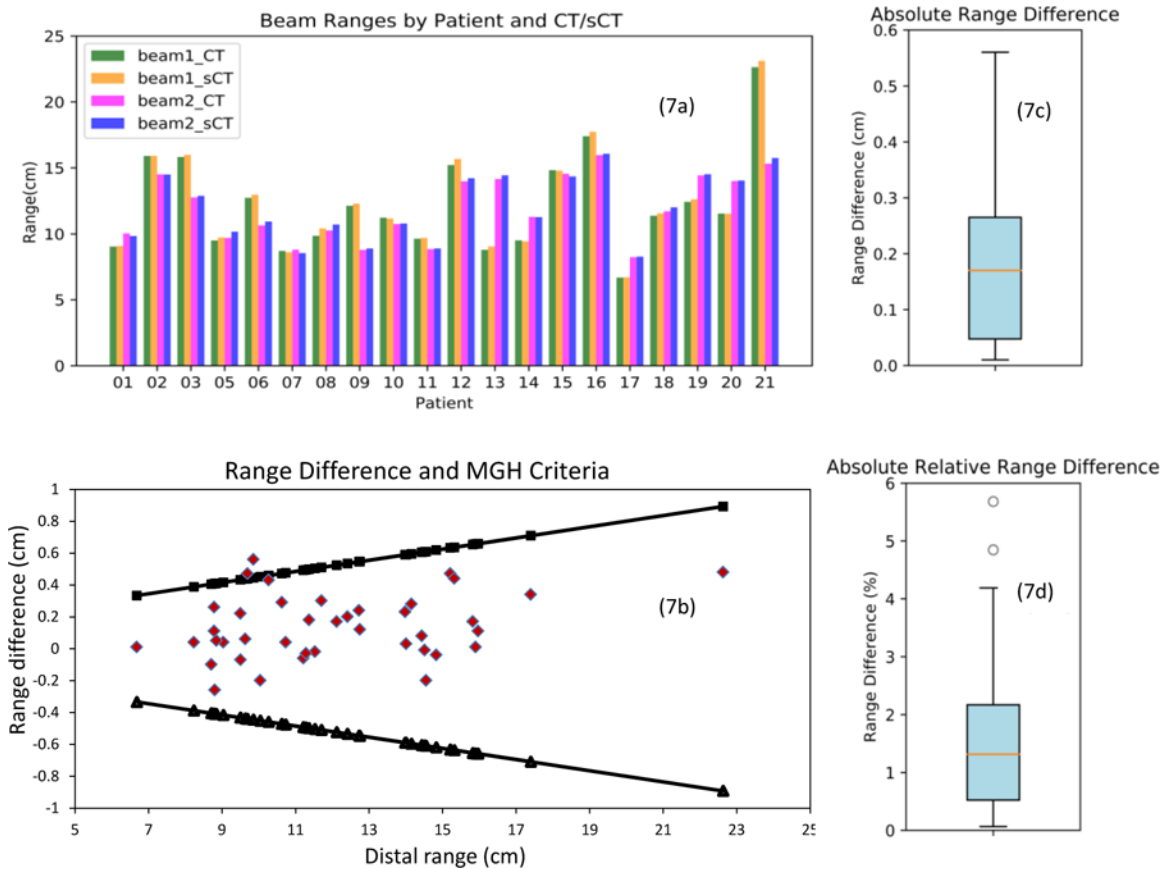 Beam Ranges by Patient and CT/sCT
25
20
15
10
5
0
Range(cm)
beam1_CT
beam1_sCT
beam2_CT
beam2_sCT
(7a)
01 02 03 05 06 07 08 09 10 11 12 13 14 15 16 17 18 19 20 21
Patient
Absolute Range Difference
0.6
0.5
0.4
0.3
0.2
0.1
0.0
Range Difference (cm)
(7c)
Range Difference and MGH Criteria
1
0.8
0.6
0.4
0.2
0
-0.2
-0.4
-0.6
-0.8
-1
Range difference (cm)
(7b)
5 7 9 11 13 15 17 19 21 23 25
Distal range (cm)
Absolute Relative Range Difference
6
5
4
3
2
1
0
Range Difference (%)
(7d)